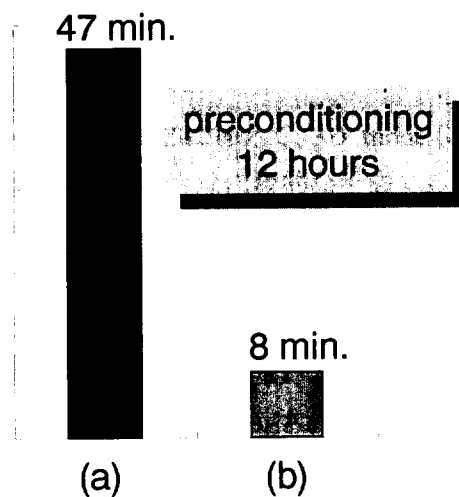 47 min.
preconditioning
12 hours
8 min.
(a)
(b)